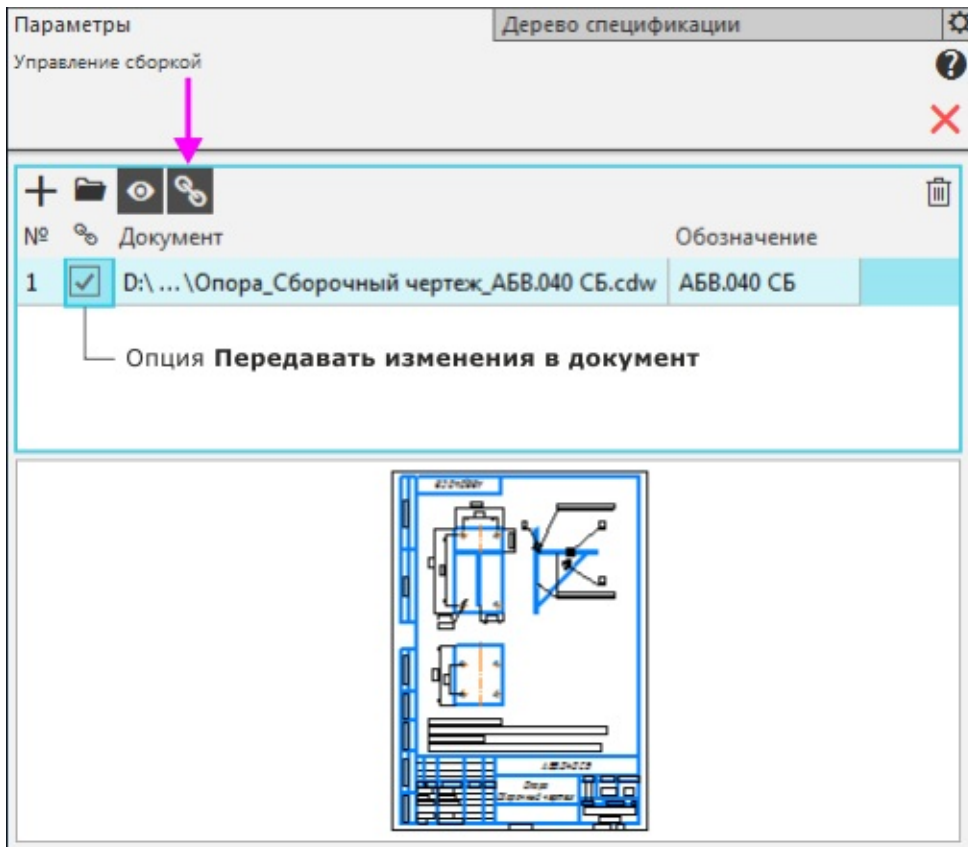 Параметры
Дерево спецификации
Управление сборкой
№ Документ Обозначение
1 D:\ ... \Опора_Сборочный чертеж_АБВ.040 СБ.cdw АБВ.040 СБ
Опция Передавать изменения в документ